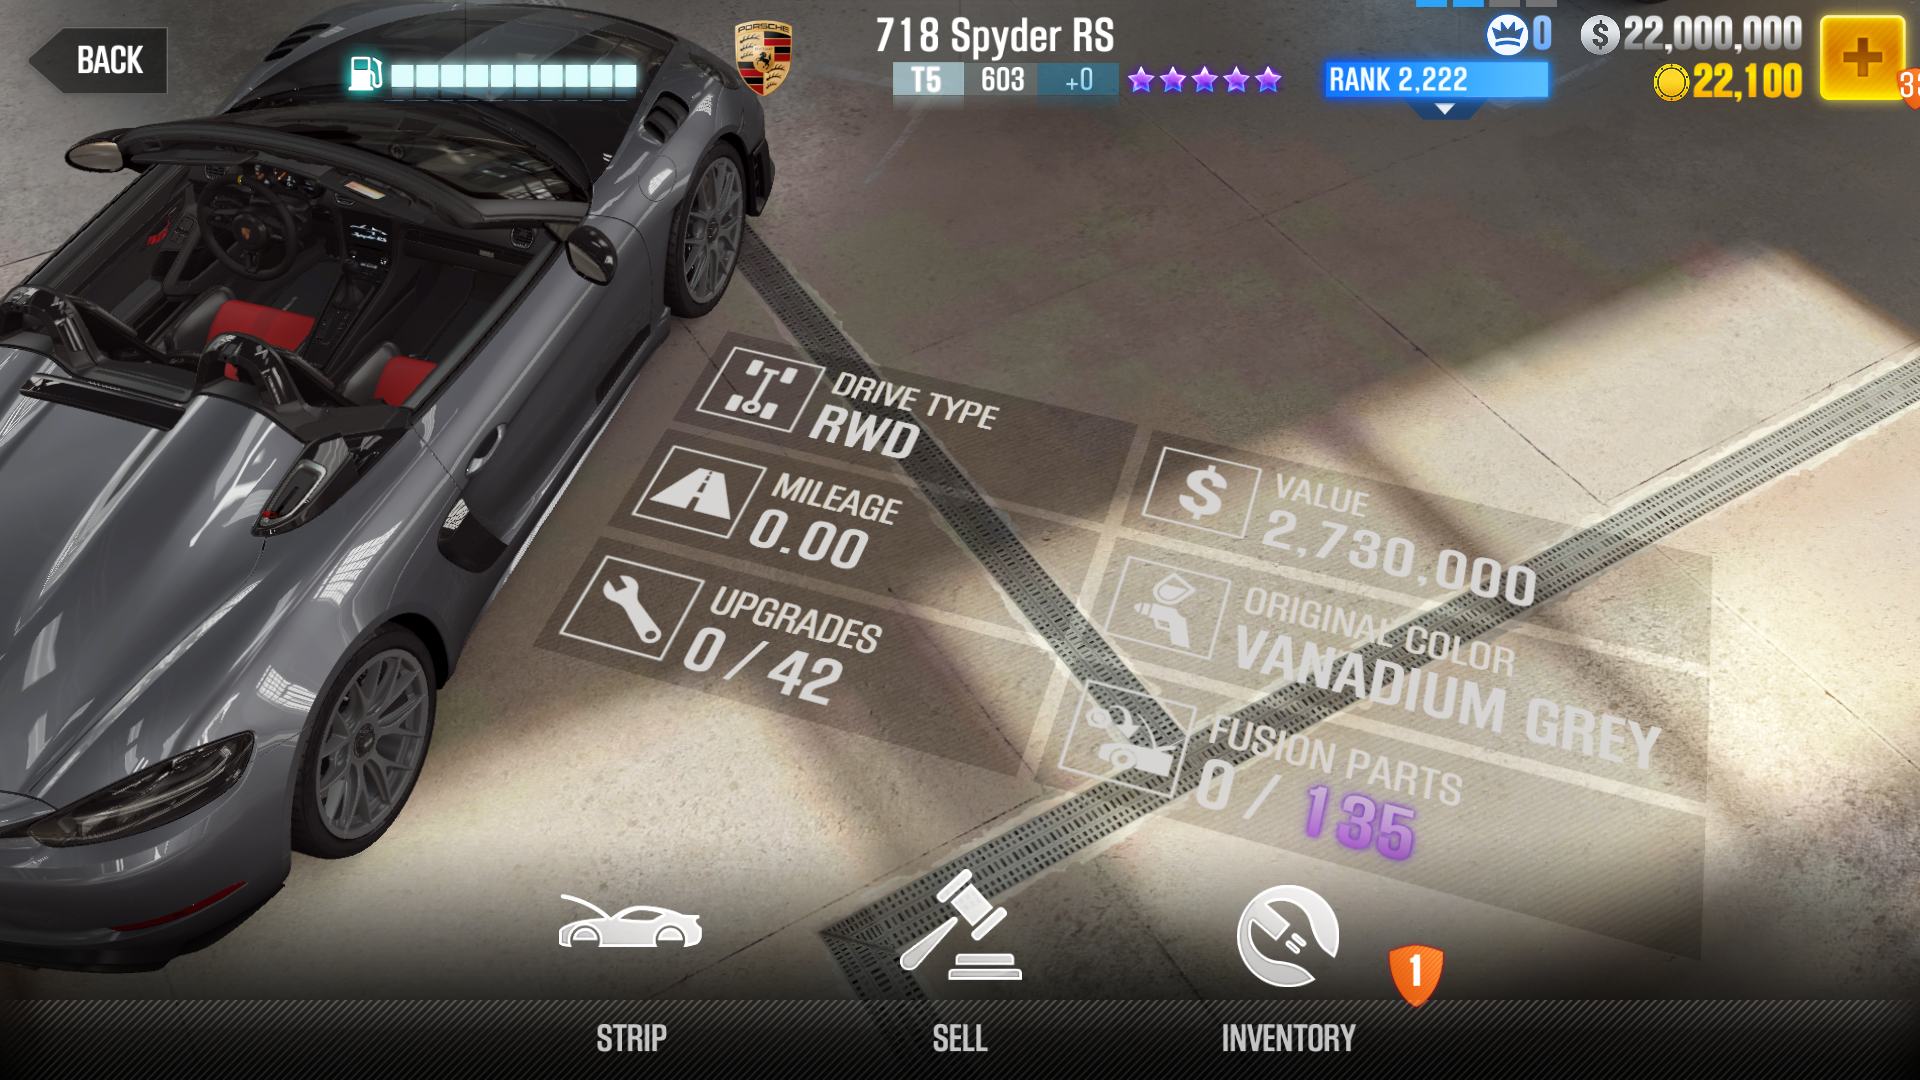 BACK
PORSCHE
718 Spyder RS
T5 603 +0
RANK 2,222
0
22,000,000
22,100
DRIVE TYPE
RWD
MILEAGE
0.00
UPGRADES
0/42
VALUE
2,730,000
ORIGINAL COLOR
VANADIUM GREY
FUSION PARTS
0/ 135
STRIP
SELL
INVENTORY
1